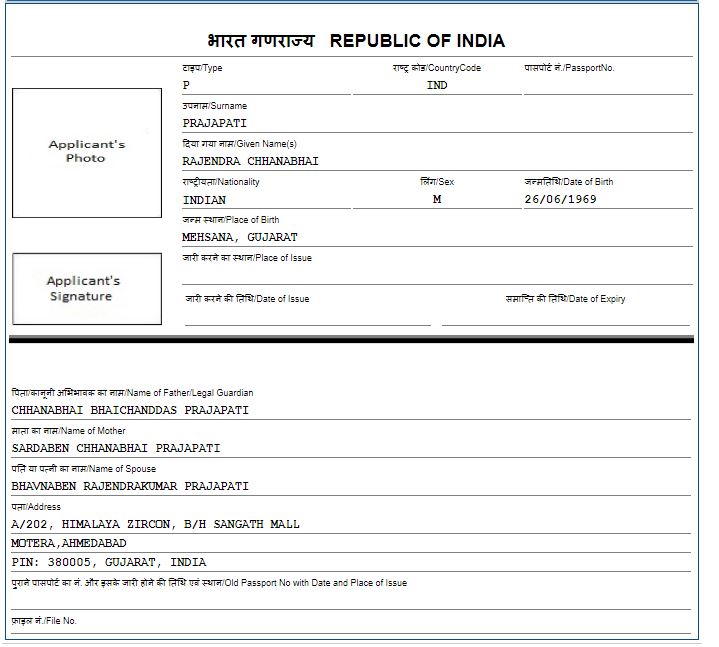 भारत गणराज्य REPUBLIC OF INDIA
टाइप/Type राष्ट्र कोड/CountryCode पासपोर्ट नं./PassportNo.
P IND
उपनाम/Surname
PRAJAPATI
दिया गया नाम/Given Name(s)
RAJENDRA CHHANABHAI
राष्ट्रीयता/Nationality लिंग/Sex जन्मतिथि/Date of Birth
INDIAN M 26/06/1969
जन्म स्थान/Place of Birth
MEHSANA, GUJARAT
जारी करने का स्थान/Place of Issue
जारी करने की तिथि/Date of Issue समाप्ति की तिथि/Date of Expiry
Applicant's
Photo
Applicant's
Signature
पिता/कानूनी अभिभावक का नाम/Name of Father/Legal Guardian
CHHANABHAI BHAICHANDDAS PRAJAPATI
माता का नाम/Name of Mother
SARDABEN CHHANABHAI PRAJAPATI
पति या पत्नी का नाम/Name of Spouse
BHAVNABEN RAJENDRAKUMAR PRAJAPATI
पता/Address
A/202, HIMALAYA ZIRCON, B/H SANGATH MALL
MOTERA,AHMEDABAD
PIN: 380005, GUJARAT, INDIA
पुराने पासपोर्ट का नं. और इसके जारी होने की तिथि एवं स्थान/Old Passport No with Date and Place of Issue
फ़ाइल नं./File No.